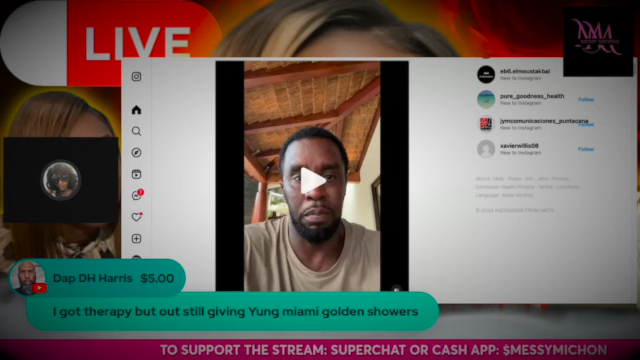 LIVE
eb6.elmoustakbal
New to Instagram
pure_goodness_health
New to Instagram
Follow
jymcomunicaciones_puntacana
New to Instagram
Follow
xavierwillis08
New to Instagram
Follow
Dap DH Harris $5.00
I got therapy but out still giving Yung miami golden showers
TO SUPPORT THE STREAM: SUPERCHAT OR CASH APP: $MESSYMICHON